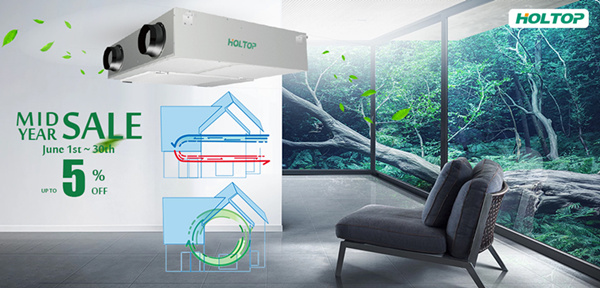 HOLTOP
HOLTOP
MID YEAR SALE
June 1st ~ 30th
UP TO 5 % OFF